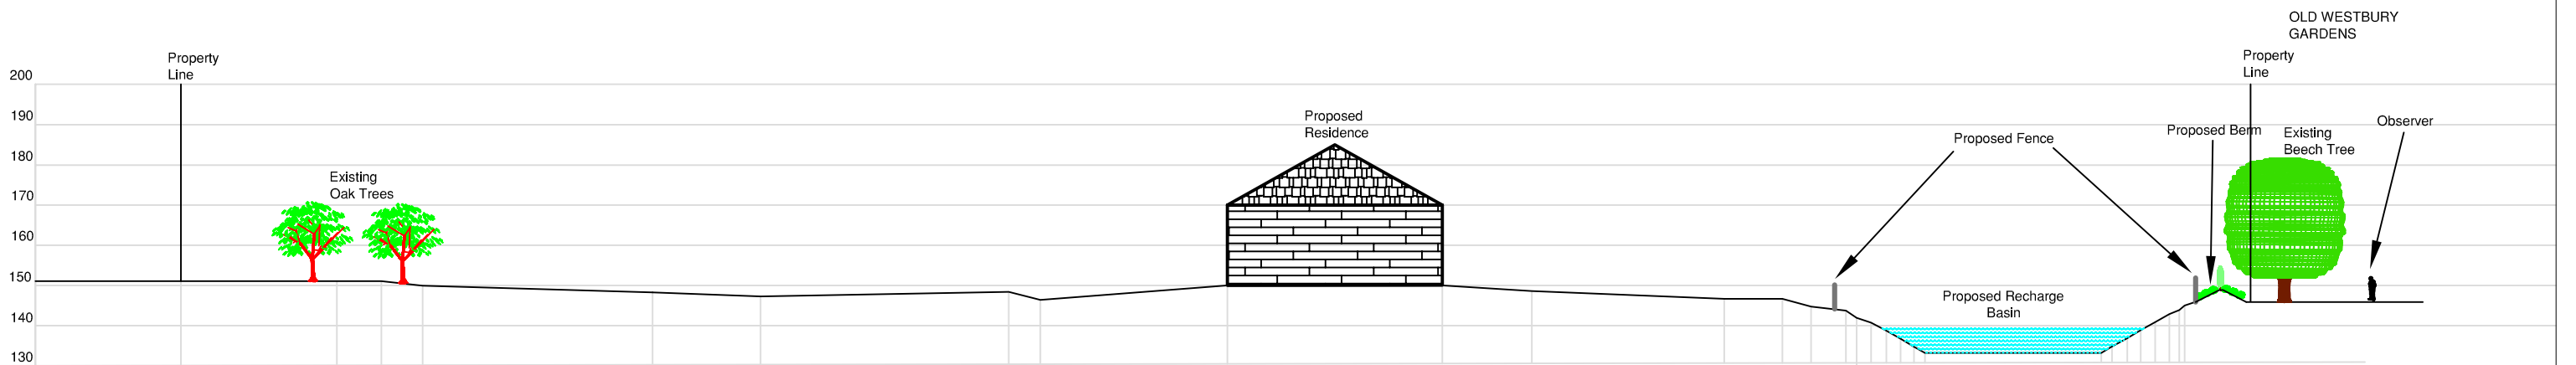 OLD WESTBURY
GARDENS
Property
Line
Property
Line
200
190
180
170
160
150
140
130
Existing
Oak Trees
Proposed
Residence
Proposed Fence
Proposed Berm
Existing
Beech Tree
Observer
Proposed Recharge
Basin